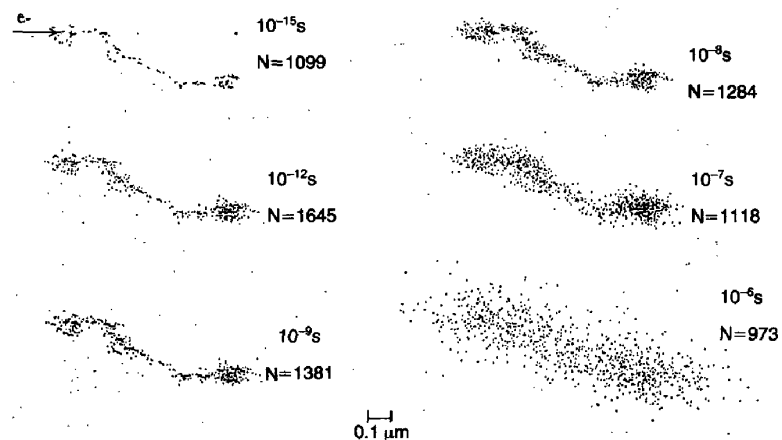 e-
10⁻¹⁵s
N=1099
10⁻¹²s
N=1645
10⁻⁹s
N=1381
10⁻⁸s
N=1284
10⁻⁷s
N=1118
10⁻⁶s
N=973
0.1 μm